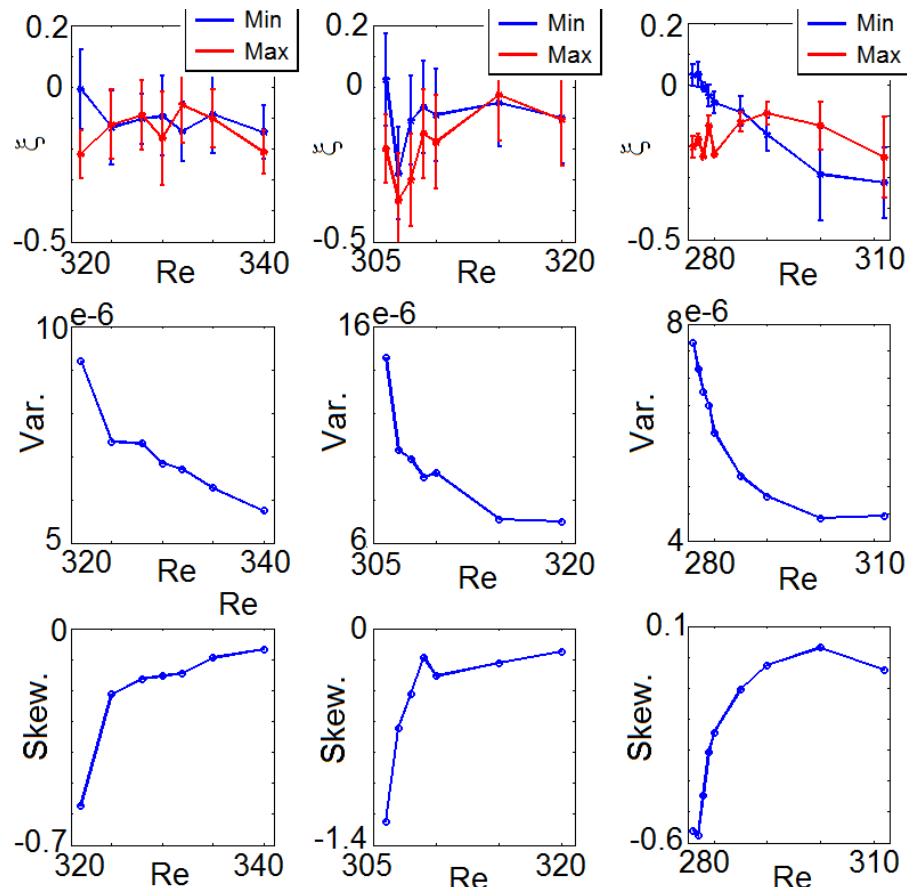 0.2
Min
Max
0
ξ
-0.5
320
Re
340
0.2
Min
Max
0
ξ
-0.5
305
Re
320
0.2
Min
Max
0
ξ
-0.5
280
Re
310
10
e-6
Var.
5
320
Re
340
16
e-6
Var.
6
305
Re
320
8
e-6
Var.
4
280
Re
310
Re
0
Skew.
-0.7
320
Re
340
0
Skew.
-1.4
305
Re
320
0.1
Skew.
-0.6
280
Re
310